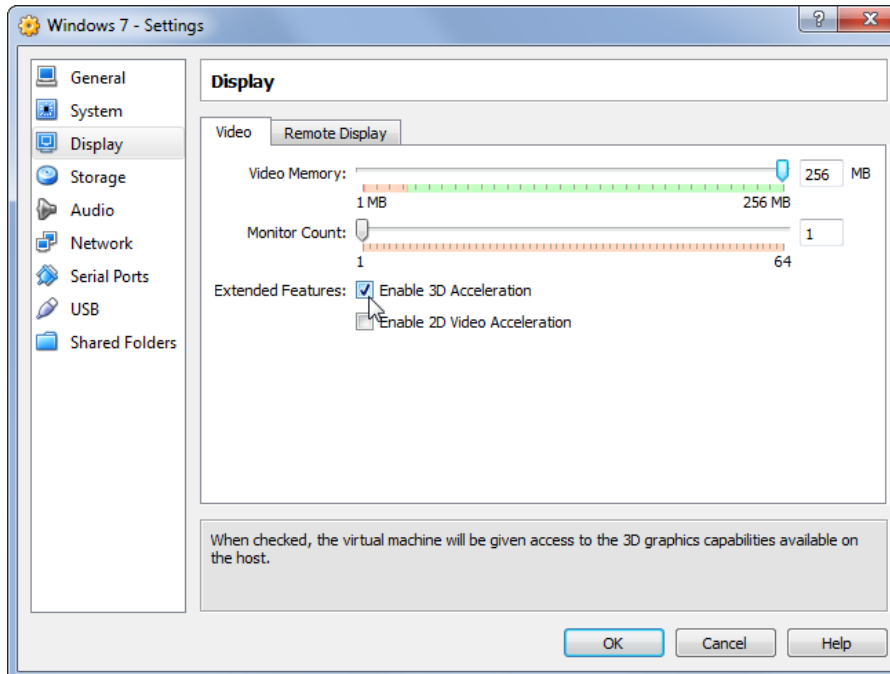 Windows 7 - Settings
General
System
Display
Storage
Audio
Network
Serial Ports
USB
Shared Folders
Display
Video Remote Display
Video Memory: 256 MB
1 MB 256 MB
Monitor Count: 1
1 64
Extended Features: Enable 3D Acceleration
Enable 2D Video Acceleration
When checked, the virtual machine will be given access to the 3D graphics capabilities available on
the host.
OK Cancel Help